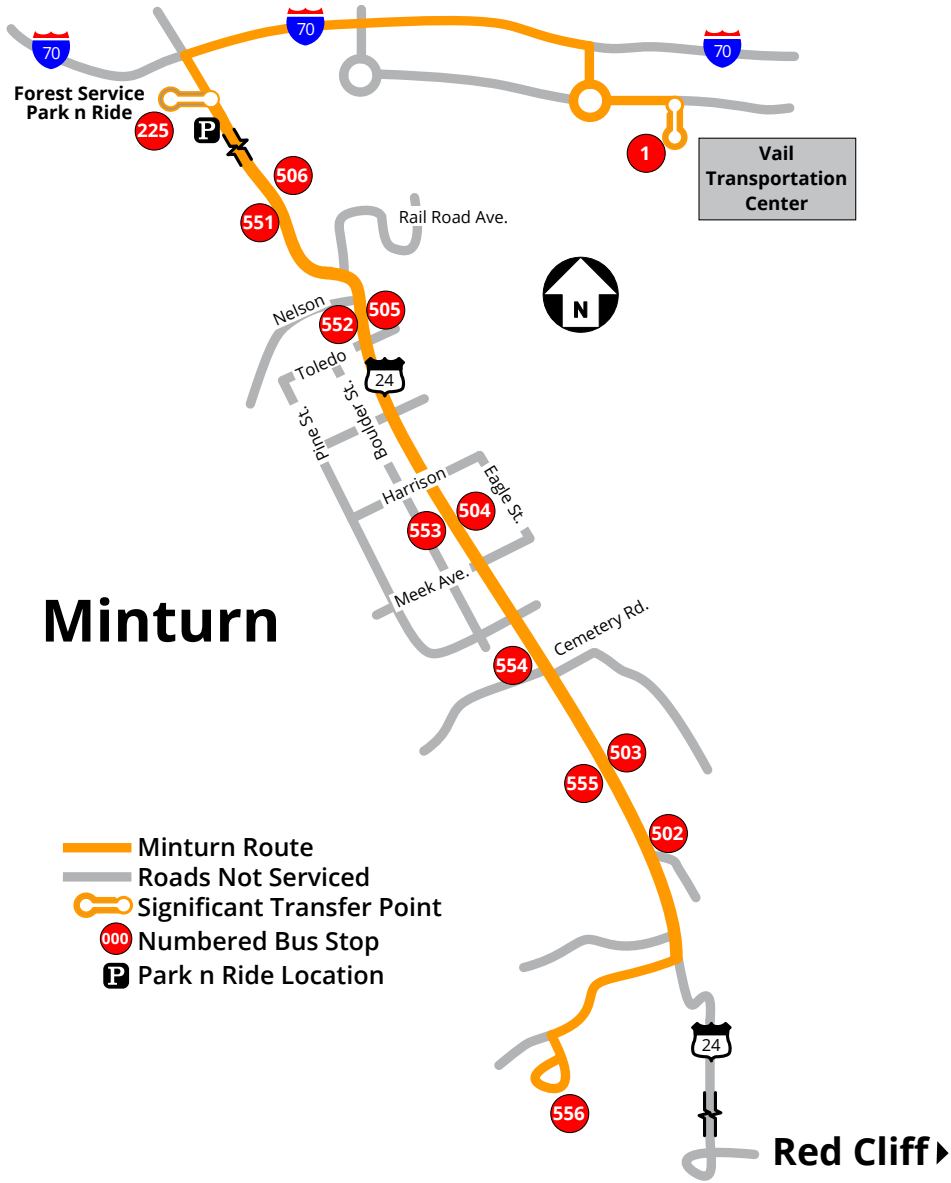 70
70
70
Forest Service
Park n Ride
225
P
1
Vail
Transportation
Center
506
551
Rail Road Ave.
N
Nelson
505
552
Toledo
24
Pine St.
Boulder St.
Harrison
Eagle St.
504
553
Meek Ave.
Minturn
Cemetery Rd.
554
503
555
502
Minturn Route
Roads Not Serviced
Significant Transfer Point
000 Numbered Bus Stop
P Park n Ride Location
24
556
Red Cliff